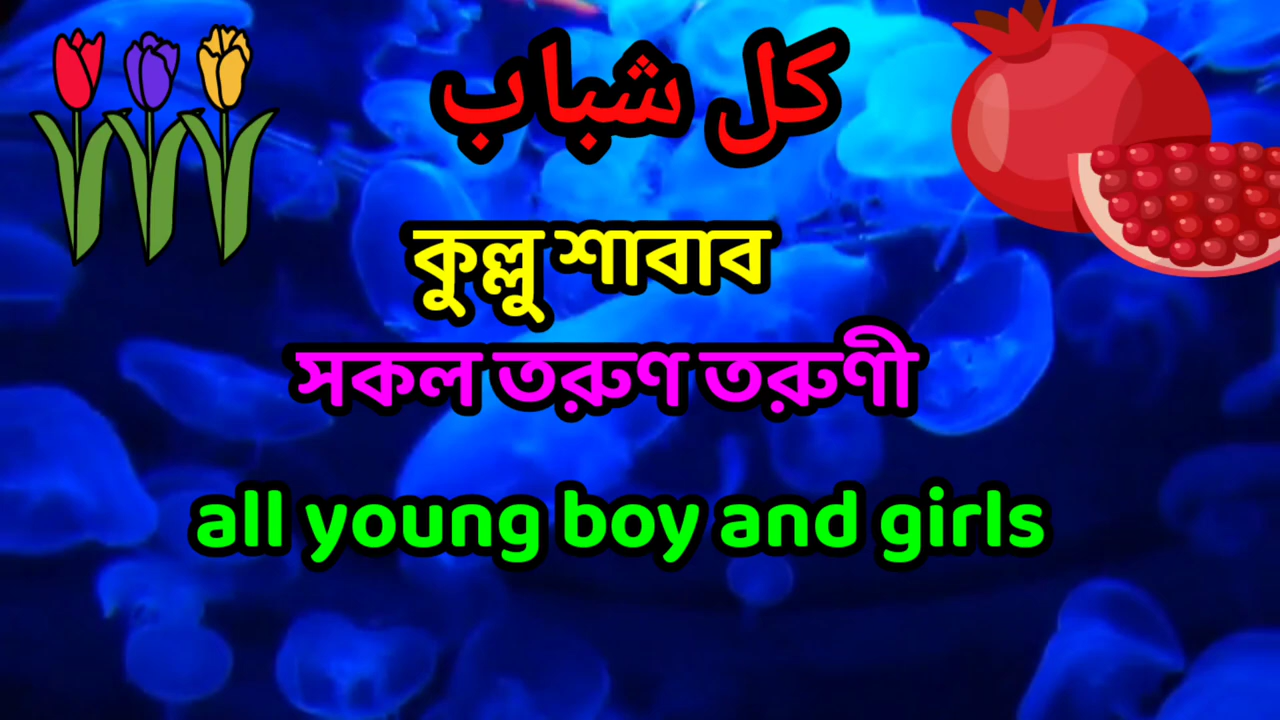 كل شباب
কুল্লু শাবাব
সকল তরুণ তরুণী
all young boy and girls